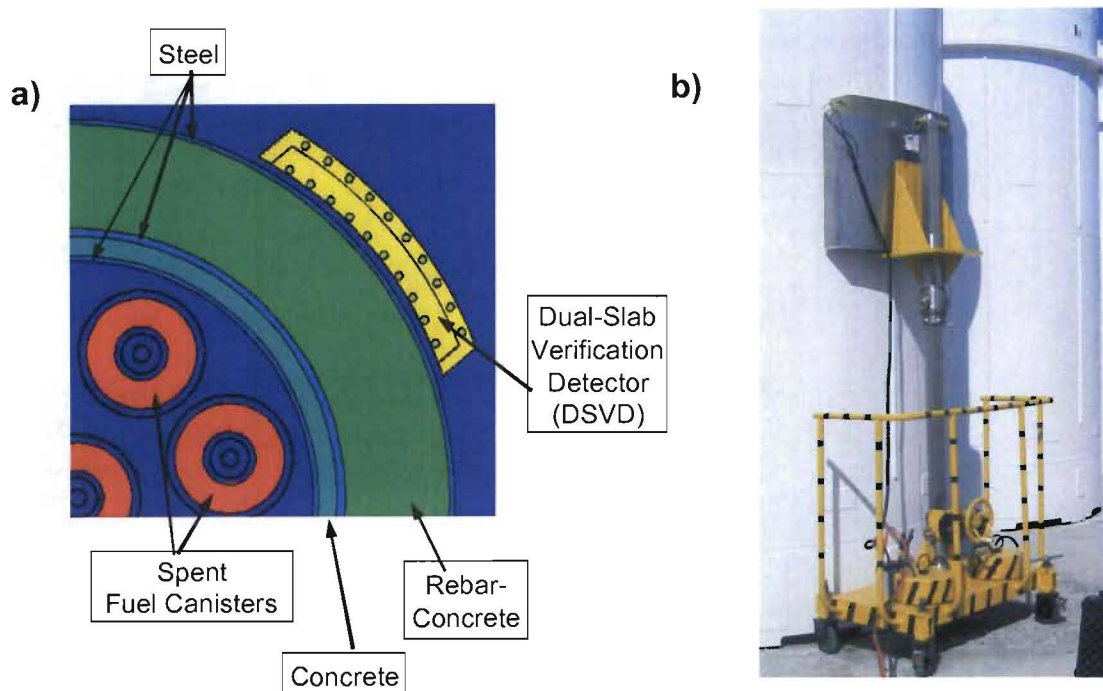 a)
Steel
Dual-Slab
Verification
Detector
(DSVD)
Spent
Fuel Canisters
Rebar-
Concrete
Concrete
b)